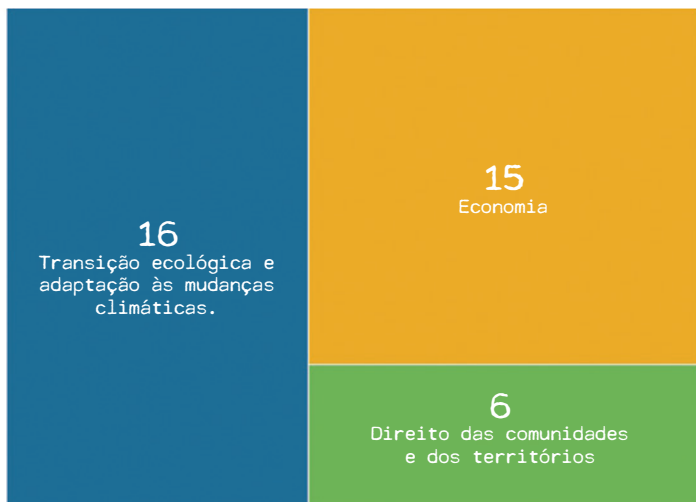 16
Transição ecológica e
adaptação às mudanças
climáticas.
15
Economia
6
Direito das comunidades
e dos territórios